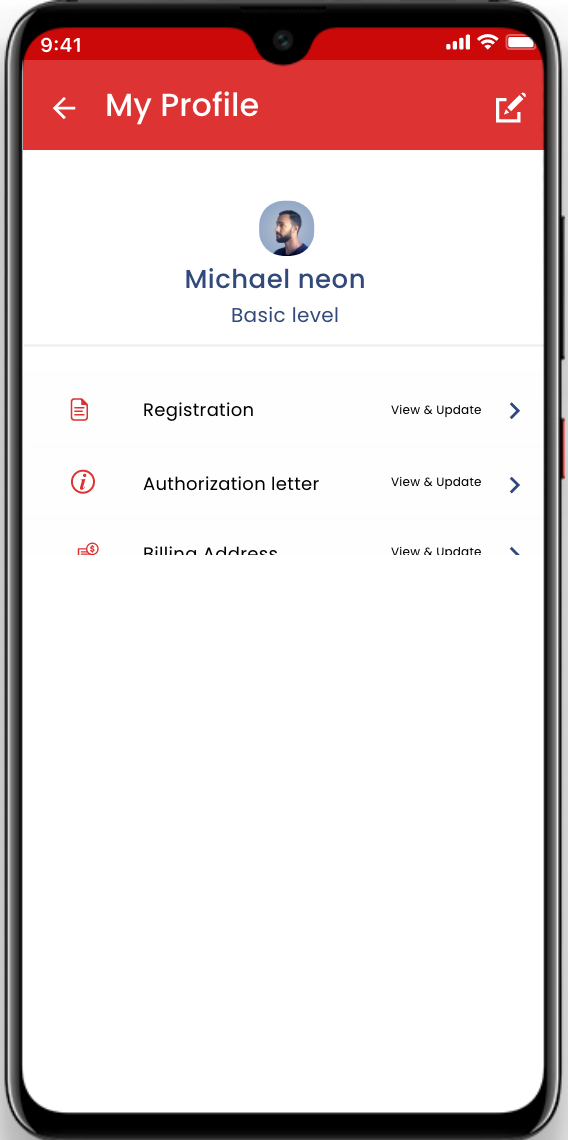 9:41
My Profile
Michael neon
Basic level
Registration View & Update
Authorization letter View & Update
Billing Address View & Update